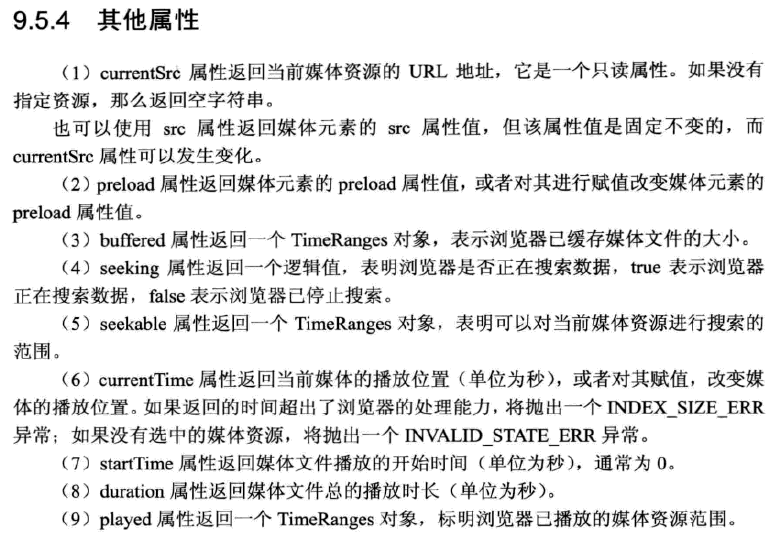 9.5.4 其他属性
（1）currentSrc 属性返回当前媒体资源的 URL 地址，它是一个只读属性。如果没有
指定资源，那么返回空字符串。
也可以使用 src 属性返回媒体元素的 src 属性值，但该属性值是固定不变的，而
currentSrc 属性可以发生变化。
（2）preload 属性返回媒体元素的 preload 属性值，或者对其进行赋值改变媒体元素的
preload 属性值。
（3）buffered 属性返回一个 TimeRanges 对象，表示浏览器已缓存媒体文件的大小。
（4）seeking 属性返回一个逻辑值，表明浏览器是否正在搜索数据，true 表示浏览器
正在搜索数据，false 表示浏览器已停止搜索。
（5）seekable 属性返回一个 TimeRanges 对象，表明可以对当前媒体资源进行搜索的
范围。
（6）currentTime 属性返回当前媒体的播放位置（单位为秒），或者对其赋值，改变媒
体的播放位置。如果返回的时间超出了浏览器的处理能力，将抛出一个 INDEX_SIZE_ERR
异常；如果没有选中的媒体资源，将抛出一个 INVALID_STATE_ERR 异常。
（7）startTime 属性返回媒体文件播放的开始时间（单位为秒），通常为 0。
（8）duration 属性返回媒体文件总的播放时长（单位为秒）。
（9）played 属性返回一个 TimeRanges 对象，标明浏览器已播放的媒体资源范围。